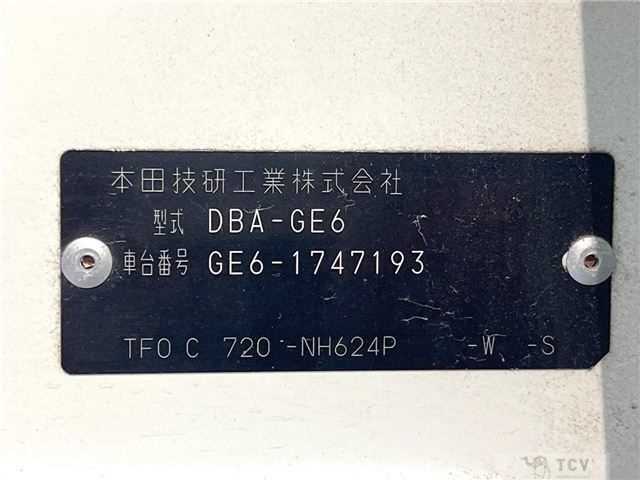 本田技研工業株式会社
型式 DBA-GE6
車台番号 GE6-1747193
TF0 C 720 -NH624P -W -S
TCV